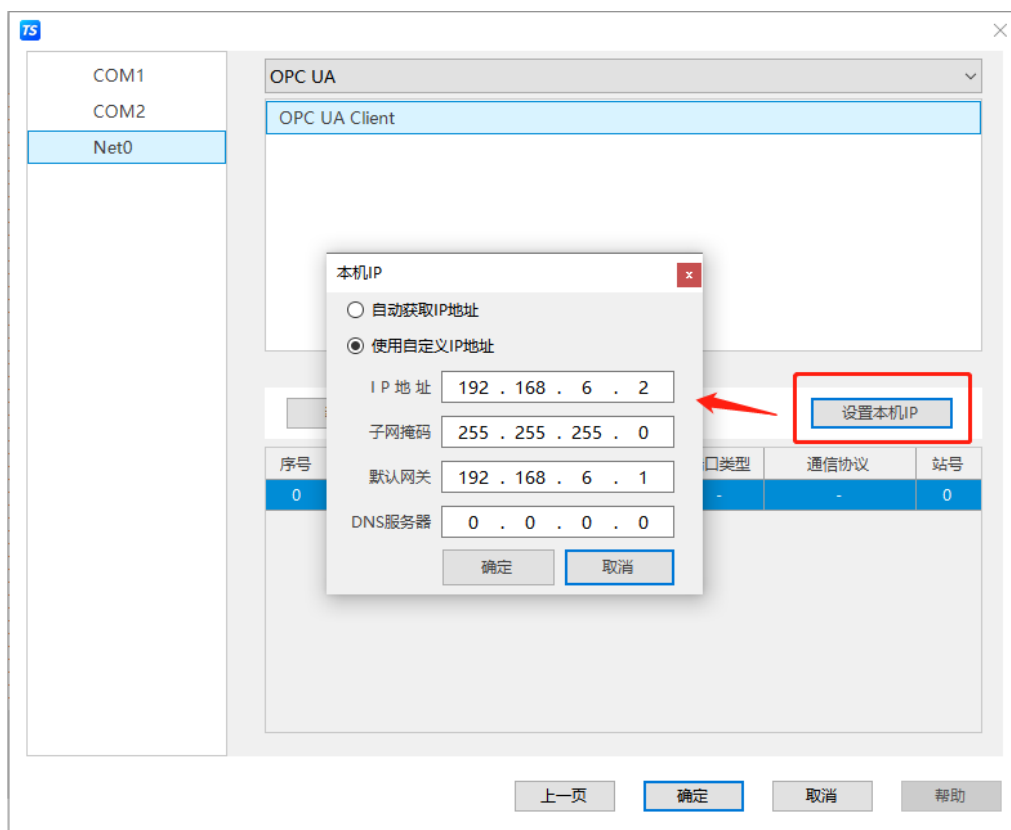 TS
COM1
COM2
Net0
OPC UA
OPC UA Client
本机IP
x
自动获取IP地址
使用自定义IP地址
IP地址 192 . 168 . 6 . 2
子网掩码 255 . 255 . 255 . 0
默认网关 192 . 168 . 6 . 1
DNS服务器 0 . 0 . 0 . 0
确定 取消
设置本机IP
序号 口类型 通信协议 站号
0 - - 0
上一页 确定 取消 帮助